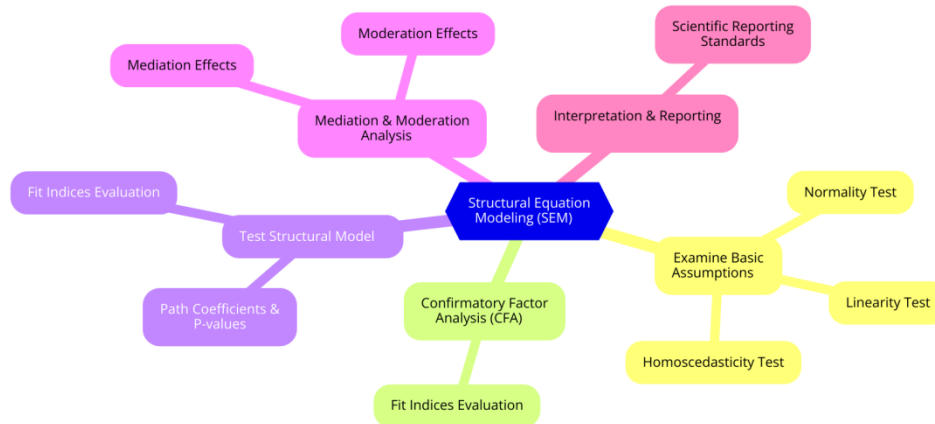 Scientific Reporting
Standards
Moderation Effects
Mediation Effects
Mediation & Moderation
Analysis
Interpretation & Reporting
Fit Indices Evaluation
Structural Equation
Modeling (SEM)
Normality Test
Test Structural Model
Examine Basic
Assumptions
Path Coefficients &
P-values
Confirmatory Factor
Analysis (CFA)
Linearity Test
Homoscedasticity Test
Fit Indices Evaluation